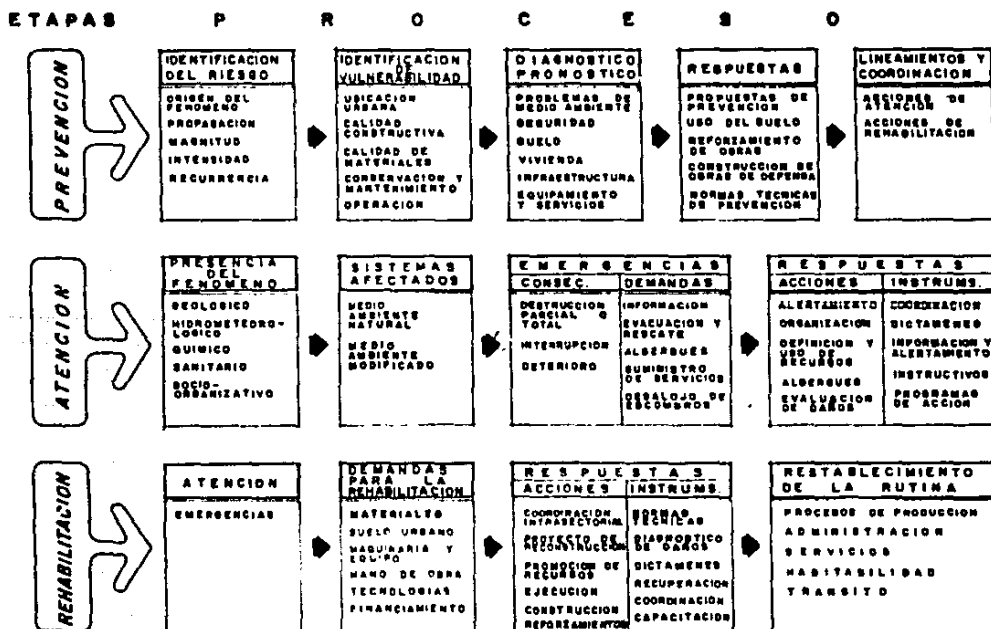 ETAPAS PROCESO
PREVENCION
IDENTIFICACION
DEL RIESGO
ORIGEN DEL
FENOMENO
PROPAGACION
MAGNITUD
INTENSIDAD
RECURRENCIA
IDENTIFICACION
DE
VULNERABILIDAD
UBICACION
URBANA
CALIDAD
CONSTRUCTIVA
CALIDAD DE
MATERIALES
CONSERVACION Y
MANTENIMIENTO
OPERACION
DIAGNOSTICO
PRONOSTICO
PROBLEMAS DE
MEDIO AMBIENTE
SEGURIDAD
SUELO
VIVIENDA
INFRAESTRUCTURA
EQUIPAMIENTO
Y SERVICIOS
RESPUESTAS
PROPUESTAS DE
PREVENCION
USO DEL SUELO
REFORZAMIENTO
DE OBRAS
CONSTRUCCION DE
OBRAS DE DEFENSA
NORMAS TECNICAS
DE PREVENCION
LINEAMIENTOS Y
COORDINACION
ACCIONES DE
ATENCION
ACCIONES DE
REHABILITACION
ATENCION
PRESENCIA
DEL
FENOMENO
GEOLOGICO
HIDROMETEORO-
LOGICO
QUIMICO
SANITARIO
SOCIO-
ORGANIZATIVO
SISTEMAS
AFECTADOS
MEDIO
AMBIENTE
NATURAL
MEDIO
AMBIENTE
MODIFICADO
EMERGENCIAS
CONSEC.
DESTRUCCION
PARCIAL O
TOTAL
INTERRUPCION
DETERIORO
DEMANDAS
INFORMACION
EVACUACION Y
RESCATE
ALBERGUES
SUMINISTRO
DE SERVICIOS
DESALOJO DE
ESCOMBROS
RESPUESTAS
ACCIONES
ALERTAMIENTO
ORGANIZACION
DEFINICION Y
USO DE
RECURSOS
ALBERGUES
EVALUACION
DE DAÑOS
INSTRUMS.
COORDINACION
DICTAMENES
INFORMACION Y
ALERTAMIENTO
INSTRUCTIVOS
PROGRAMAS
DE ACCION
REHABILITACION
ATENCION
EMERGENCIAS
DEMANDAS
PARA LA
REHABILITACION
MATERIALES
SUELO URBANO
MAQUINARIA Y
EQUIPO
MANO DE OBRA
TECNOLOGIAS
FINANCIAMIENTO
RESPUESTAS
ACCIONES
COORDINACION
INTRASECTORIAL
PROYECTO DE
RECONSTRUCCION
PROMOCION DE
RECURSOS
EJECUCION
CONSTRUCCION
REFORZAMIENTOS
INSTRUMS.
NORMAS
TECNICAS
DIAGNOSTICO
DE DAÑOS
DICTAMENES
RECUPERACION
COORDINACION
CAPACITACION
RESTABLECIMIENTO
DE LA RUTINA
PROCESOS DE PRODUCCION
ADMINISTRACION
SERVICIOS
HABITABILIDAD
TRANSITO